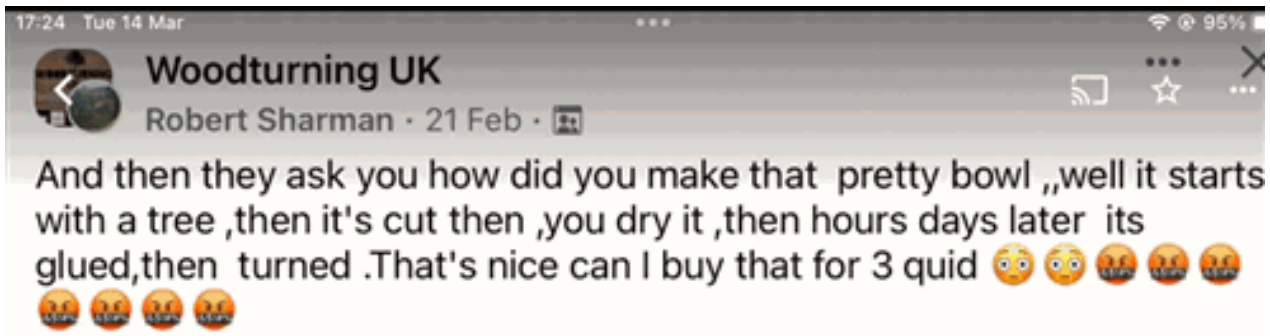 17:24 Tue 14 Mar 95%
Woodturning UK
Robert Sharman · 21 Feb ·
And then they ask you how did you make that  pretty bowl ,,well it starts
with a tree ,then it's cut then ,you dry it ,then hours days later  its
glued,then  turned .That's nice can I buy that for 3 quid 😳 😳 🤬 🤬 🤬
🤬 🤬 🤬 🤬